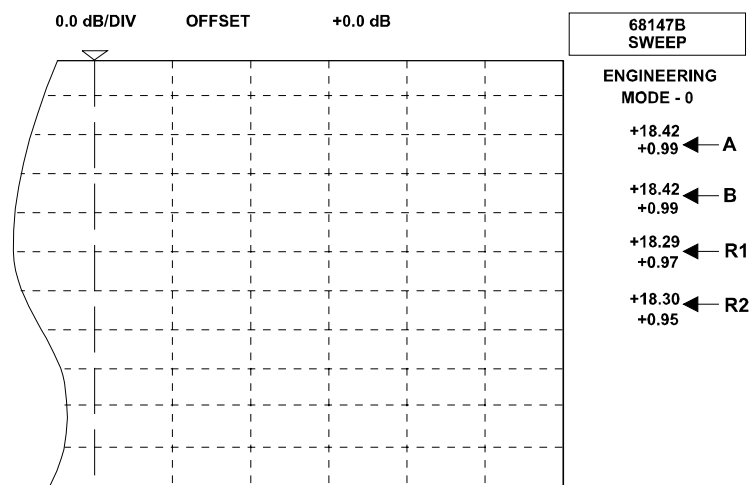 0.0 dB/DIV OFFSET +0.0 dB
68147B
SWEEP
ENGINEERING
MODE - 0
+18.42
+0.99 A
+18.42
+0.99 B
+18.29
+0.97 R1
+18.30
+0.95 R2